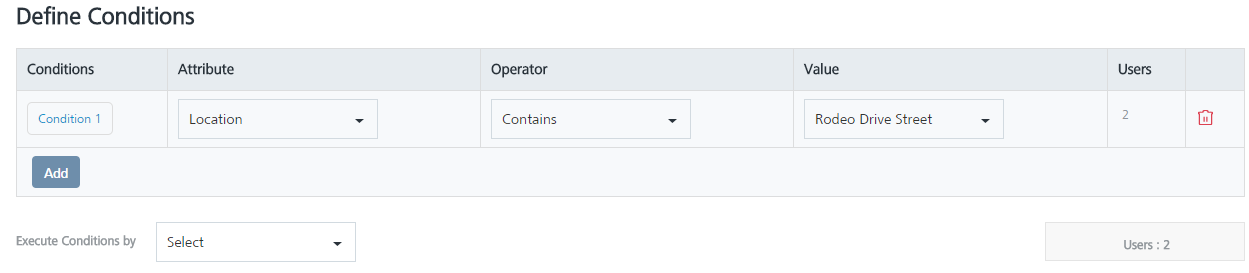 Define Conditions
Conditions Attribute Operator Value Users
Condition 1 Location Contains Rodeo Drive Street 2
Add
Execute Conditions by Select Users : 2